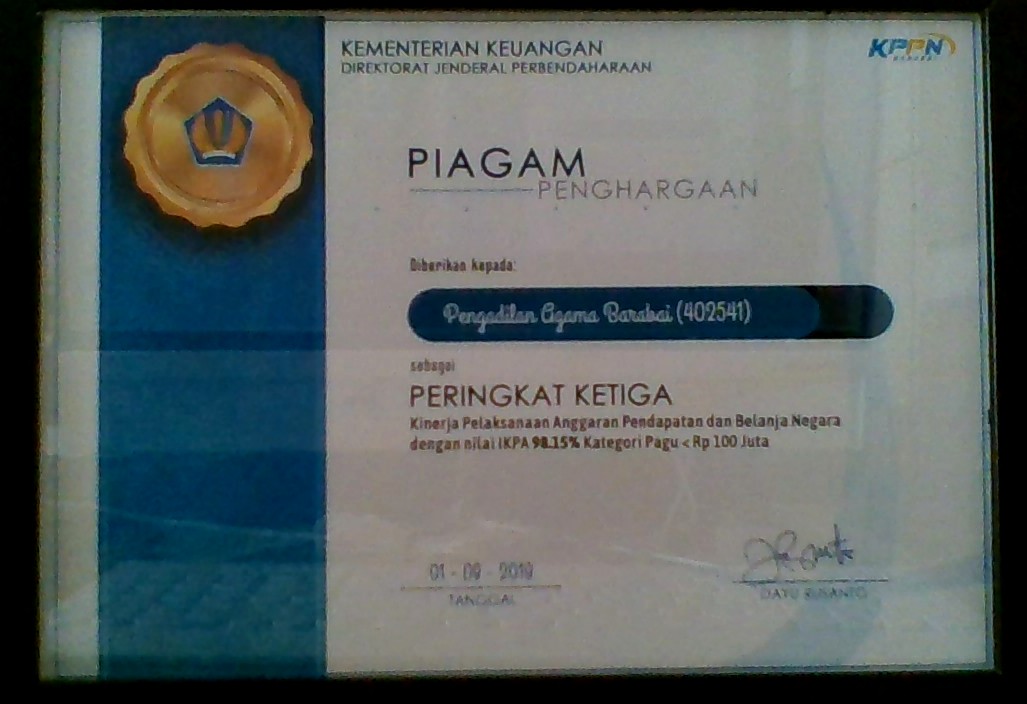 KEMENTERIAN KEUANGAN
DIREKTORAT JENDERAL PERBENDAHARAAN
KPPN
PIAGAM
PENGHARGAAN
Diberikan kepada:
Pengadilan Agama Barabai (402541)
sebagai
PERINGKAT KETIGA
Kinerja Pelaksanaan Anggaran Pendapatan dan Belanja Negara
dengan nilai IKPA 98.15% Kategori Pagu < Rp 100 Juta
2019
TANGGAL